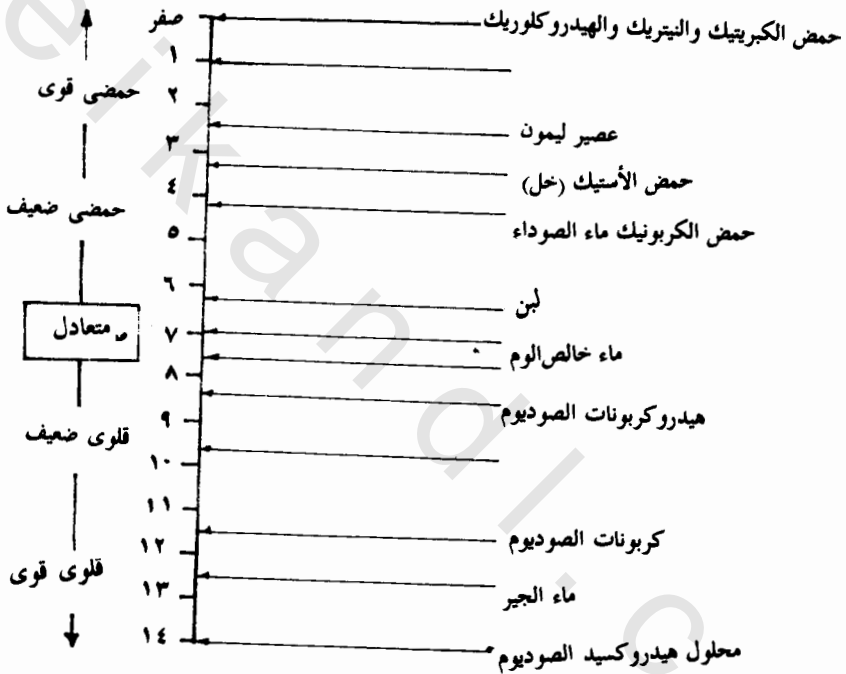 صفر
حمض الكبريتيك والنيتريك والهيدروكلوريك
١
حمضى قوى
٢
عصير ليمون
٣
حمض الأستيك (خل)
٤
حمضى ضعيف
حمض الكربونيك ماء الصوداء
٥
٦
لبن
متعادل
٧
ماء خالص الوم
٨
هيدروكربونات الصوديوم
٩
قلوى ضعيف
١٠
١١
كربونات الصوديوم
١٢
قلوى قوى
ماء الجير
١٣
١٤
محلول هيدروكسيد الصوديوم
e i k a n d l . c